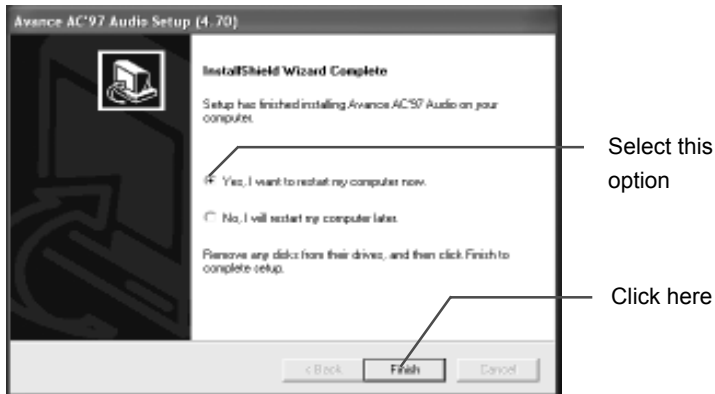 Avance AC'97 Audio Setup (4.70)
InstallShield Wizard Complete
Setup has finished installing Avance AC'97 Audio on your
computer.
Select this
option
Yes, I want to restart my computer now.
No, I will restart my computer later.
Remove any disks from their drives, and then click Finish to
complete setup.
Click here
< Back
Finish
Cancel